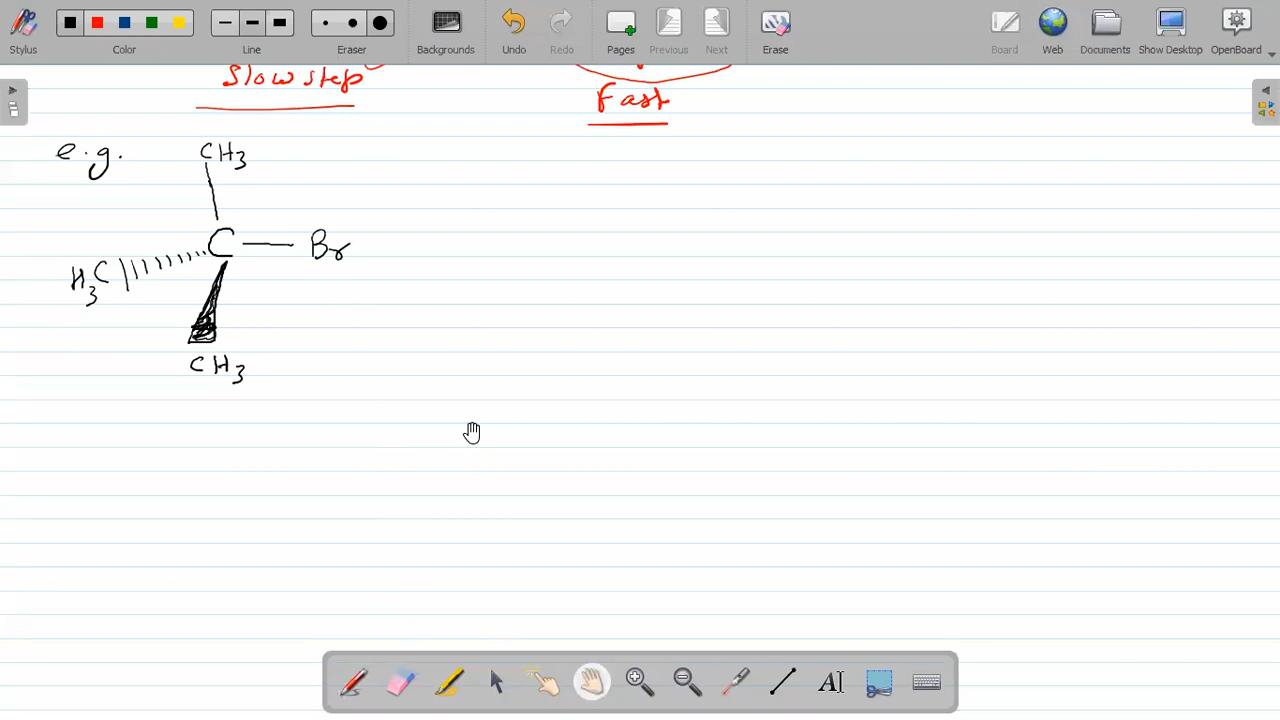 Stylus Color Line Eraser Backgrounds Undo Redo Pages Previous Next Erase Board Web Documents Show Desktop OpenBoard
Slow step
Fast
e.g. CH3
C — Br
H3C
CH3